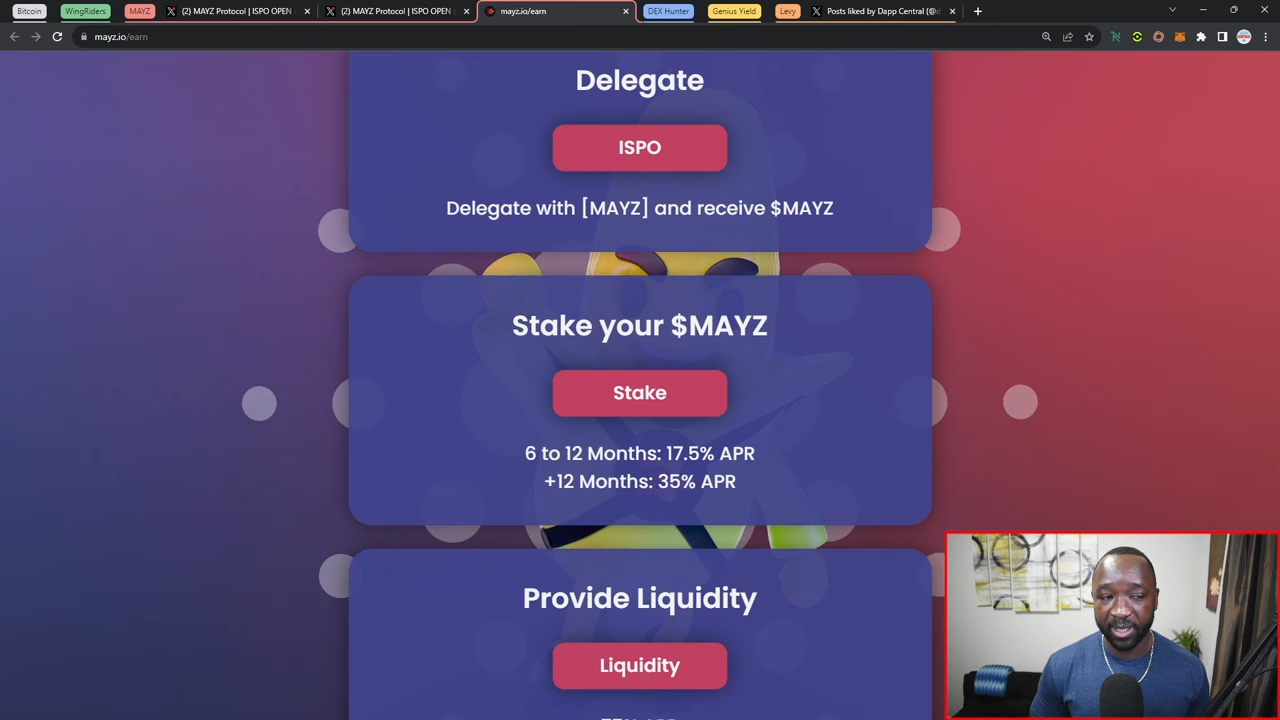 Bitcoin
WingRiders
MAYZ
(2) MAYZ Protocol | ISPO OPEN
(2) MAYZ Protocol | ISPO OPEN
mayz.io/earn
DEX Hunter
Genius Yield
Levy
Posts liked by Dapp Central (@d
mayz.io/earn
Delegate
ISPO
Delegate with [MAYZ] and receive $MAYZ
Stake your $MAYZ
Stake
6 to 12 Months: 17.5% APR
+12 Months: 35% APR
Provide Liquidity
Liquidity